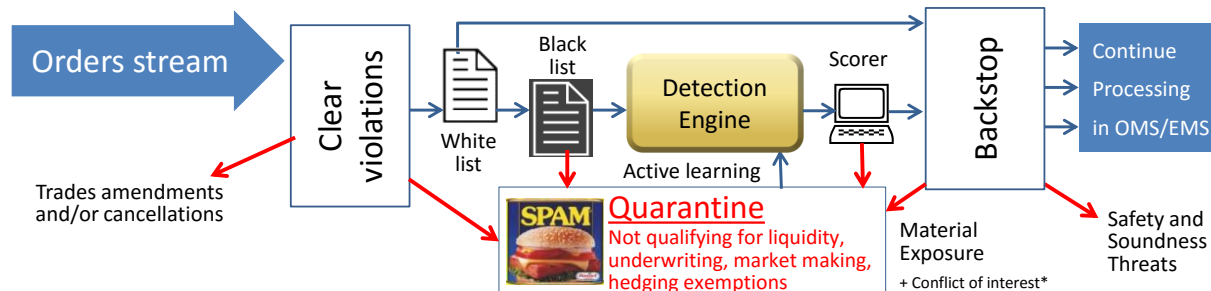 Orders stream
Clear
violations
White
list
Black
list
Detection
Engine
Scorer
Backstop
Continue
Processing
in OMS/EMS
Active learning
Trades amendments
and/or cancellations
SPAM
Quarantine
Not qualifying for liquidity,
underwriting, market making,
hedging exemptions
Material
Exposure
+ Conflict of interest*
Safety and
Soundness
Threats